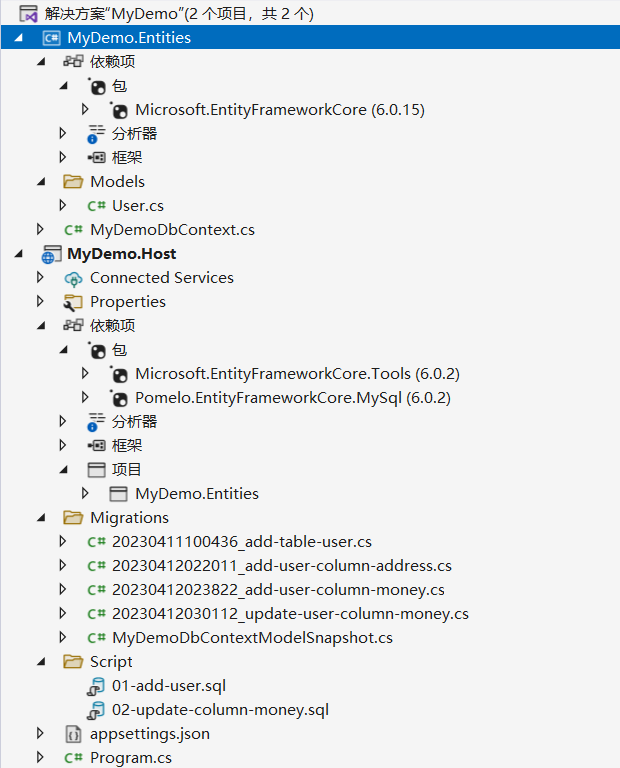 解决方案"MyDemo"(2 个项目，共 2 个)
MyDemo.Entities
依赖项
包
Microsoft.EntityFrameworkCore (6.0.15)
分析器
框架
Models
C# User.cs
C# MyDemoDbContext.cs
MyDemo.Host
Connected Services
Properties
依赖项
包
Microsoft.EntityFrameworkCore.Tools (6.0.2)
Pomelo.EntityFrameworkCore.MySql (6.0.2)
分析器
框架
项目
MyDemo.Entities
Migrations
C# 20230411100436_add-table-user.cs
C# 20230412022011_add-user-column-address.cs
C# 20230412023822_add-user-column-money.cs
C# 20230412030112_update-user-column-money.cs
C# MyDemoDbContextModelSnapshot.cs
Script
01-add-user.sql
02-update-column-money.sql
appsettings.json
C# Program.cs